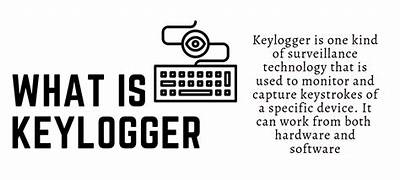 WHAT IS
KEYLOGGER
Keylogger is one kind
of surveillance
technology that is
used to monitor and
capture keystrokes of
a specific device. It
can work from both
hardware and
software